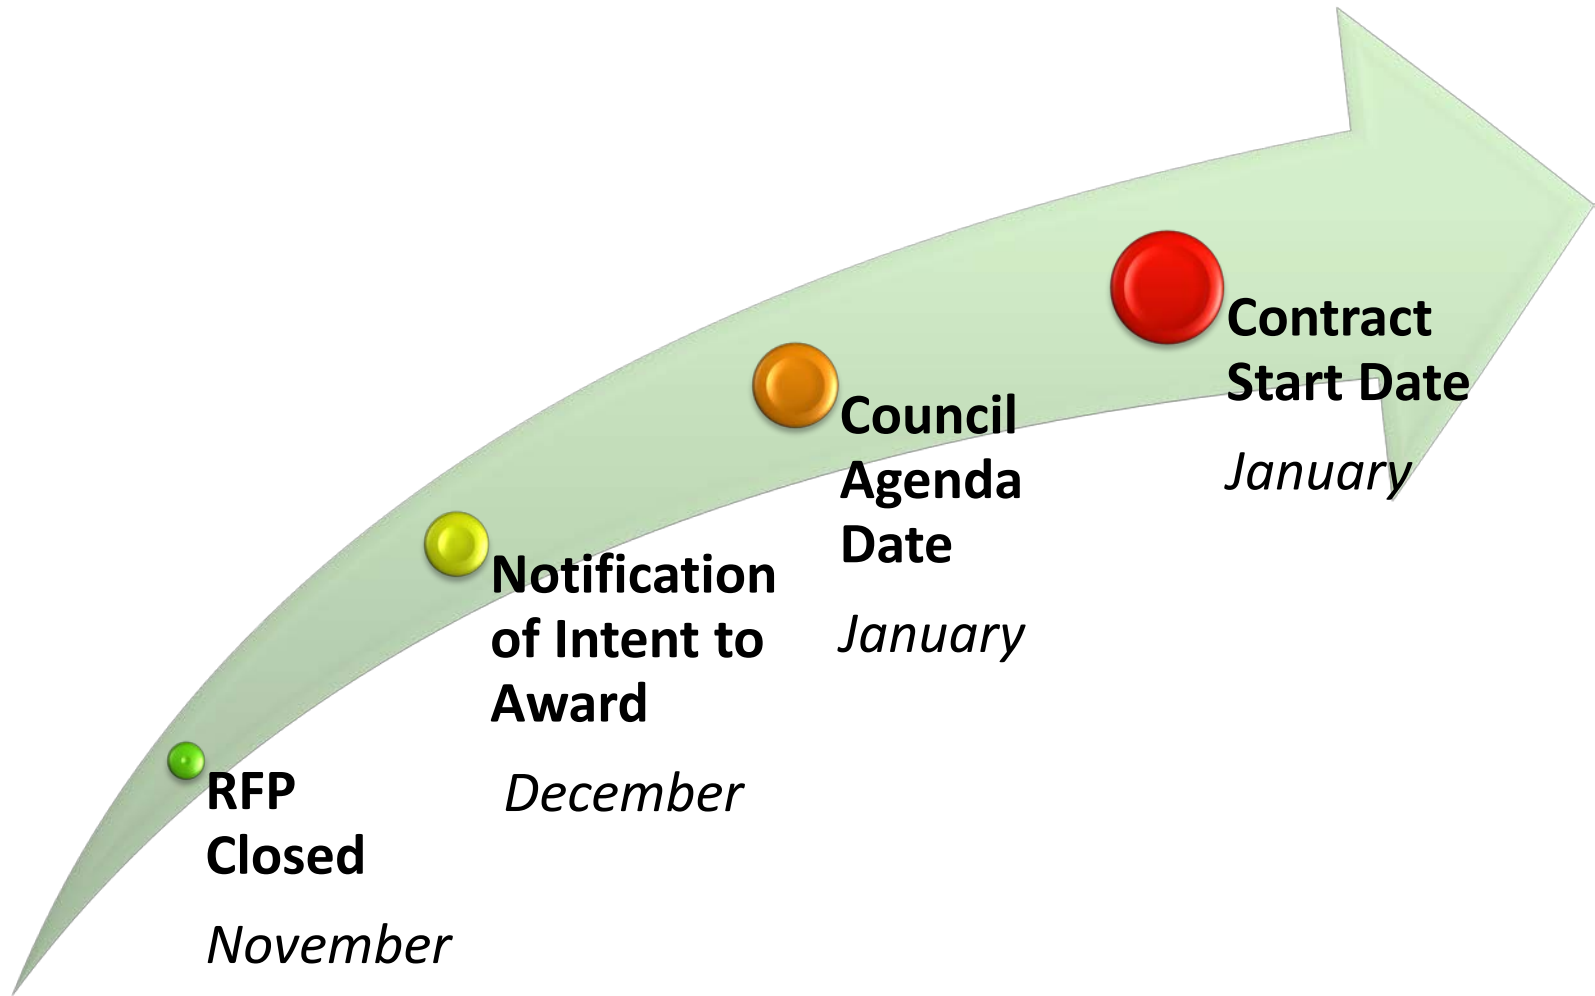 RFP
Closed
November
Notification
of Intent to
Award
December
Council
Agenda
Date
January
Contract
Start Date
January